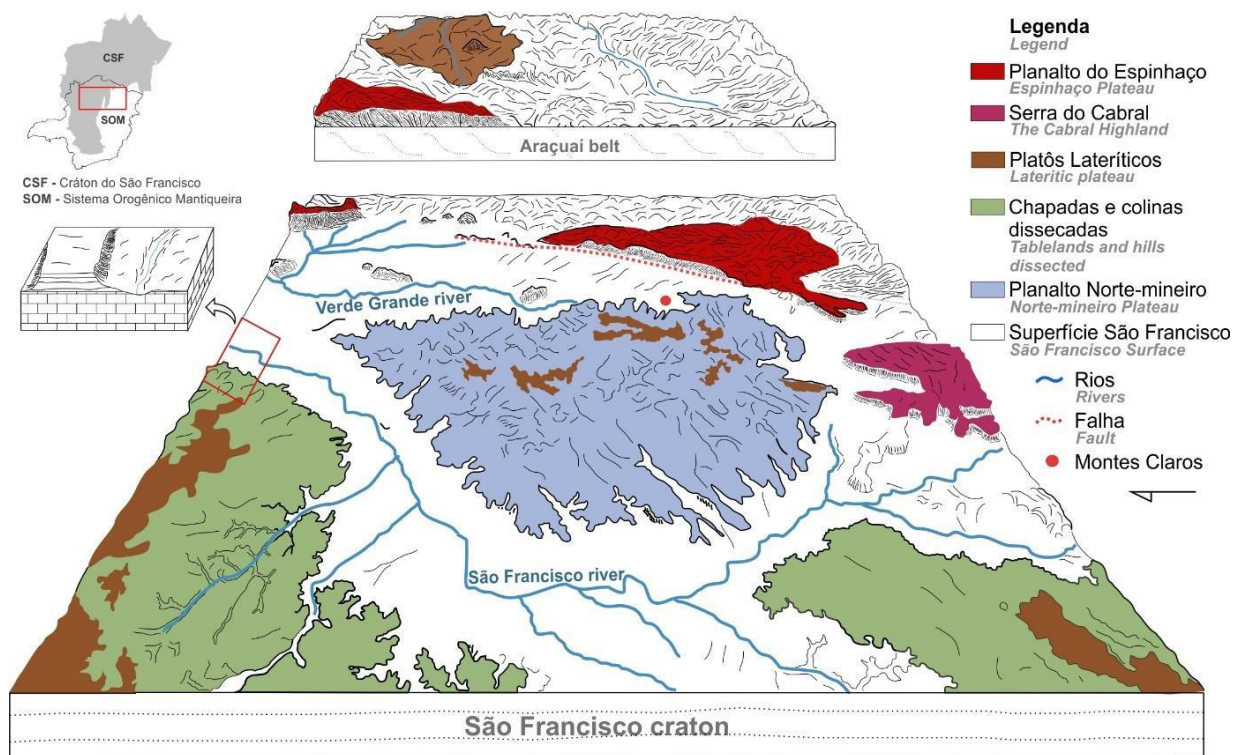 CSF
SOM
CSF - Cráton do São Francisco
SOM - Sistema Orogênico Mantiqueira
Araçuaí belt
Verde Grande river
São Francisco river
São Francisco craton
Legenda
Legend
Planalto do Espinhaço
Espinhaço Plateau
Serra do Cabral
The Cabral Highland
Platôs Lateríticos
Lateritic plateau
Chapadas e colinas
dissecadas
Tablelands and hills
dissected
Planalto Norte-mineiro
Norte-mineiro Plateau
Superfície São Francisco
São Francisco Surface
Rios
Rivers
Falha
Fault
Montes Claros